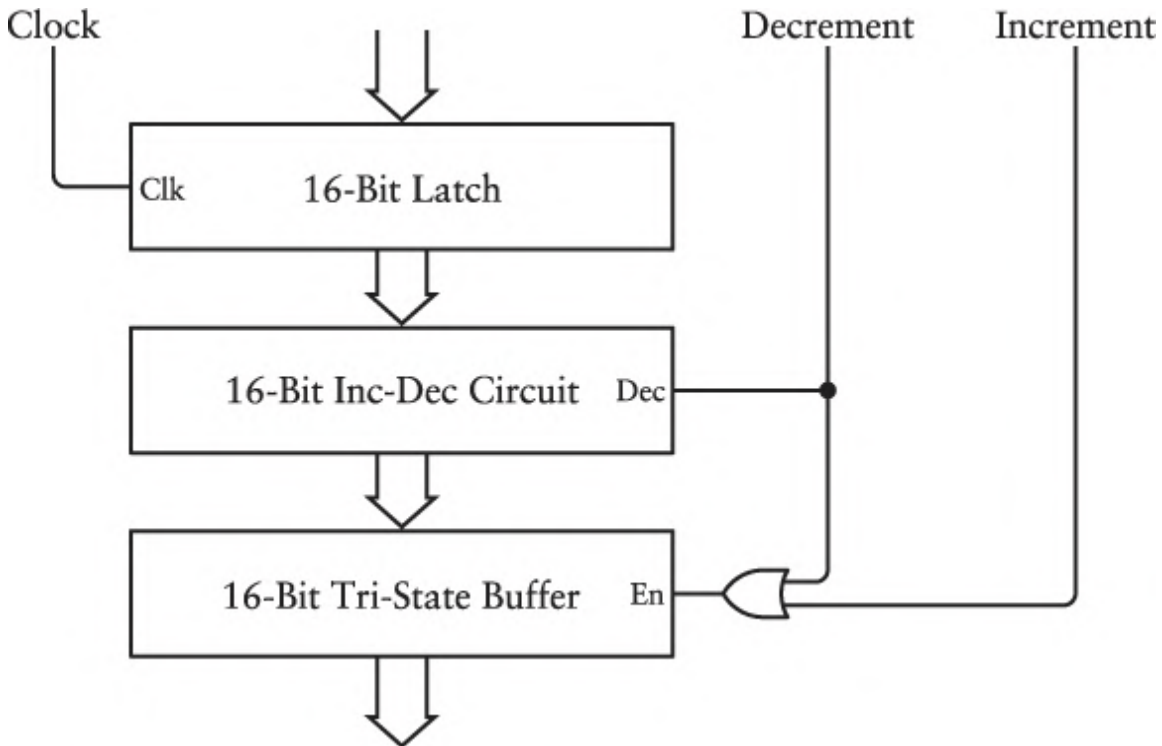 Clock
Decrement
Increment
Clk
16-Bit Latch
16-Bit Inc-Dec Circuit
Dec
16-Bit Tri-State Buffer
En